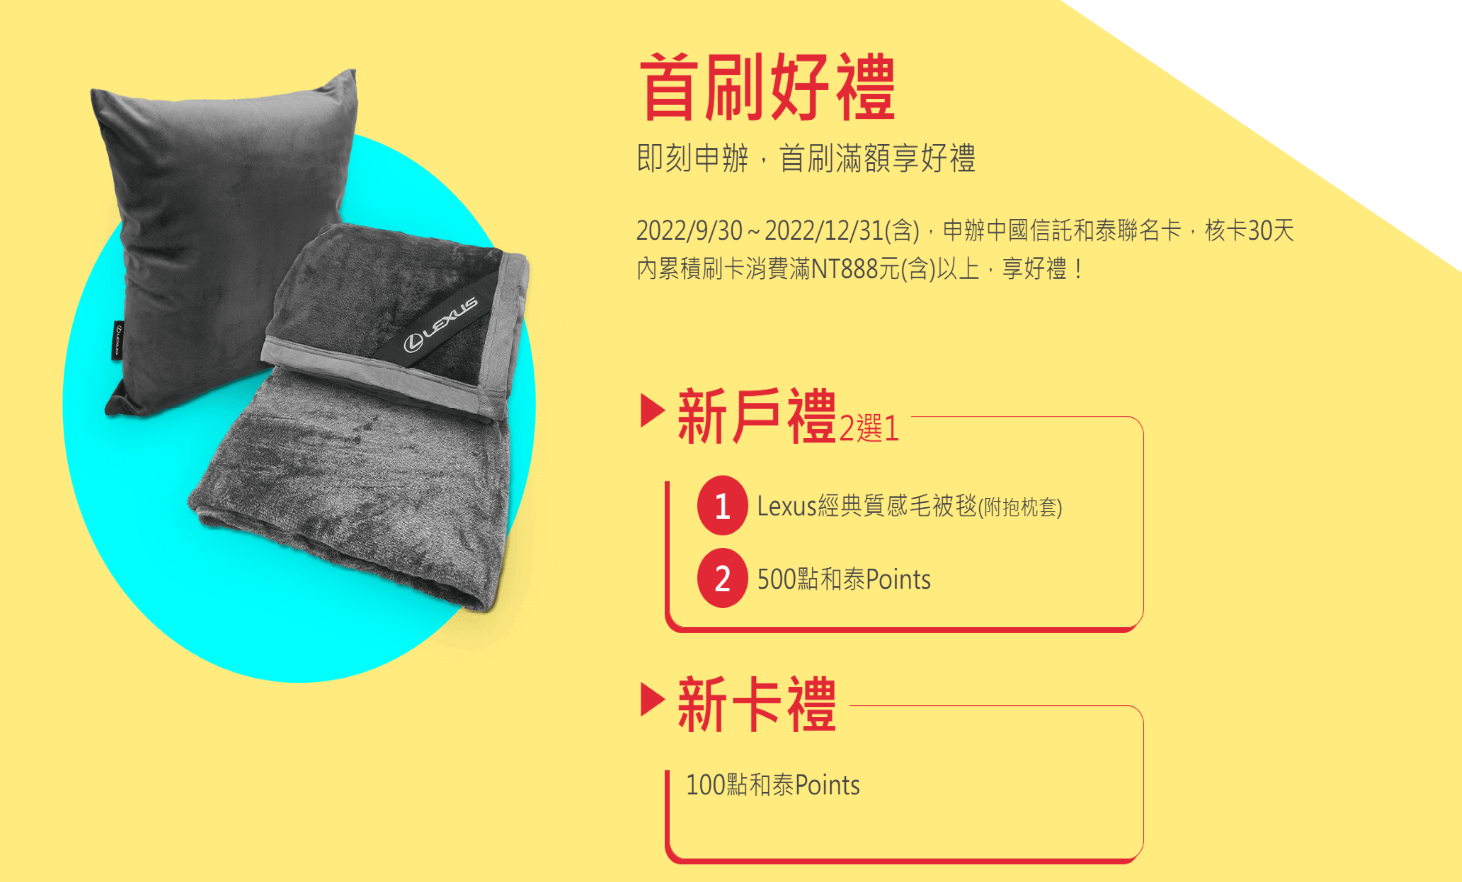 首刷好禮
即刻申辦，首刷滿額享好禮
2022/9/30～2022/12/31(含)，申辦中國信託和泰聯名卡，核卡30天
內累積刷卡消費滿NT888元(含)以上，享好禮！
LEXUS
新戶禮2選1
1 Lexus經典質感毛被毯(附抱枕套)
2 500點和泰Points
新卡禮
100點和泰Points